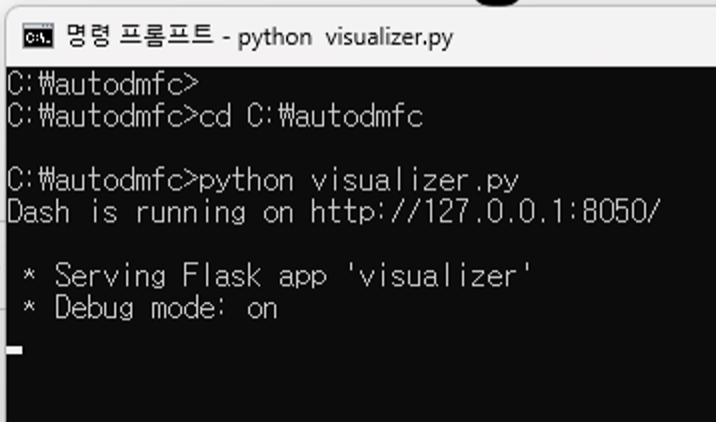 명령 프롬프트 - python  visualizer.py
C:₩autodmfc>
C:₩autodmfc>cd C:₩autodmfc
C:₩autodmfc>python visualizer.py
Dash is running on http://127.0.0.1:8050/
* Serving Flask app 'visualizer'
* Debug mode: on